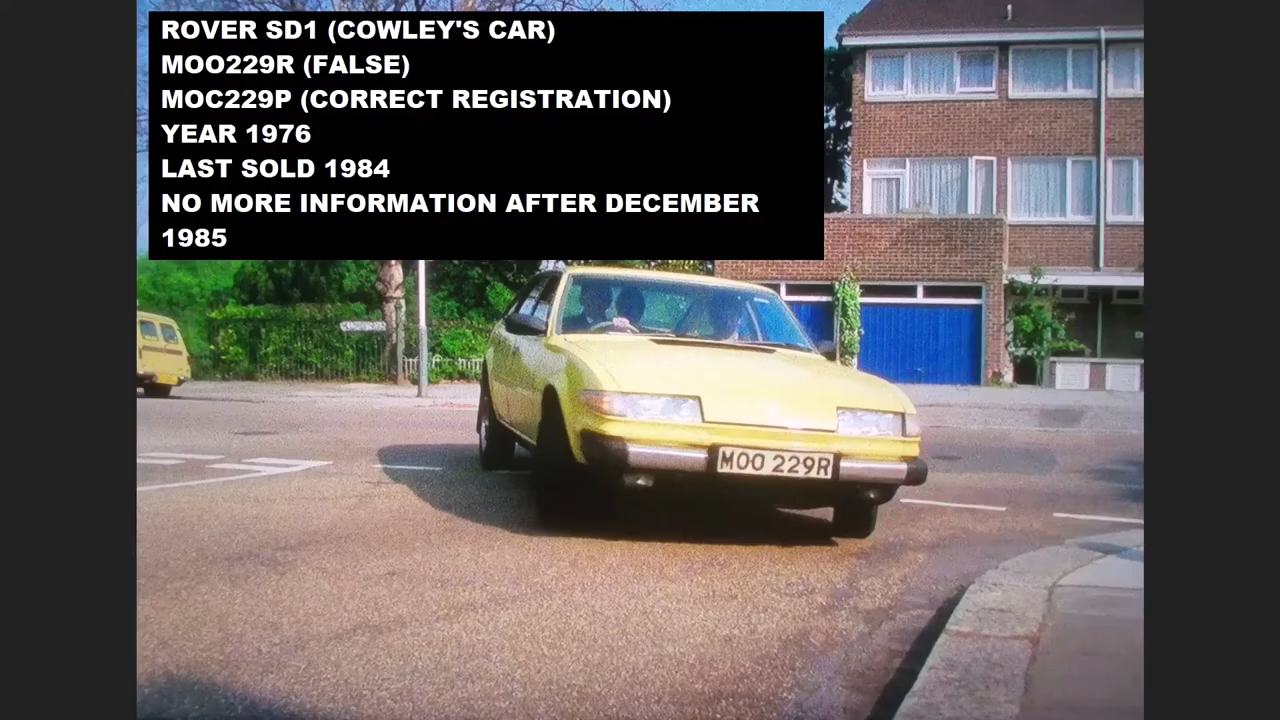 ROVER SD1 (COWLEY'S CAR)
MOO229R (FALSE)
MOC229P (CORRECT REGISTRATION)
YEAR 1976
LAST SOLD 1984
NO MORE INFORMATION AFTER DECEMBER
1985
MOO 229R